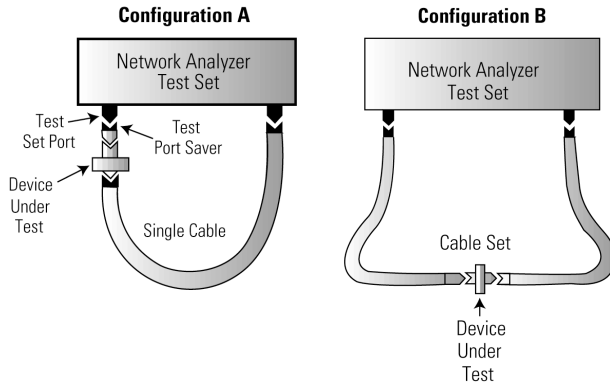 Configuration A
Network Analyzer
Test Set
Test
Set Port
Test
Port Saver
Device
Under
Test
Single Cable
Configuration B
Network Analyzer
Test Set
Cable Set
Device
Under
Test